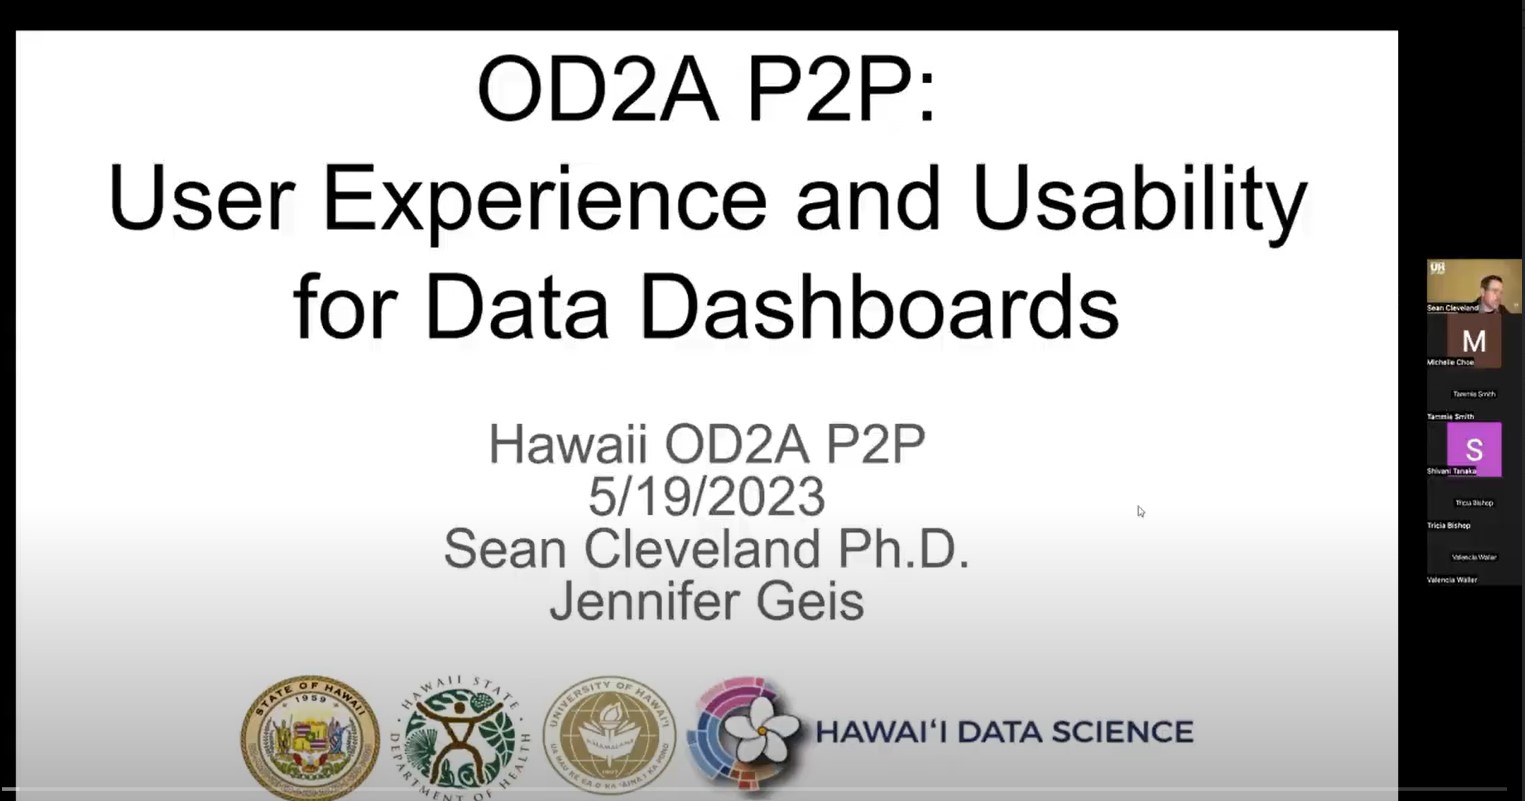 OD2A P2P:
User Experience and Usability
for Data Dashboards
Hawaii OD2A P2P
5/19/2023
Sean Cleveland Ph.D.
Jennifer Geis
STATE OF HAWAII
1959
HAWAII STATE
DEPARTMENT OF HEALTH
UNIVERSITY OF HAWAI‘I
HAWAI‘I DATA SCIENCE
Sean Cleveland
M
Michelle Choe
Tammie Smith
Tammie Smith
S
Shivani Tanaka
Tricia Bishop
Tricia Bishop
Valencia Waller
Valencia Waller